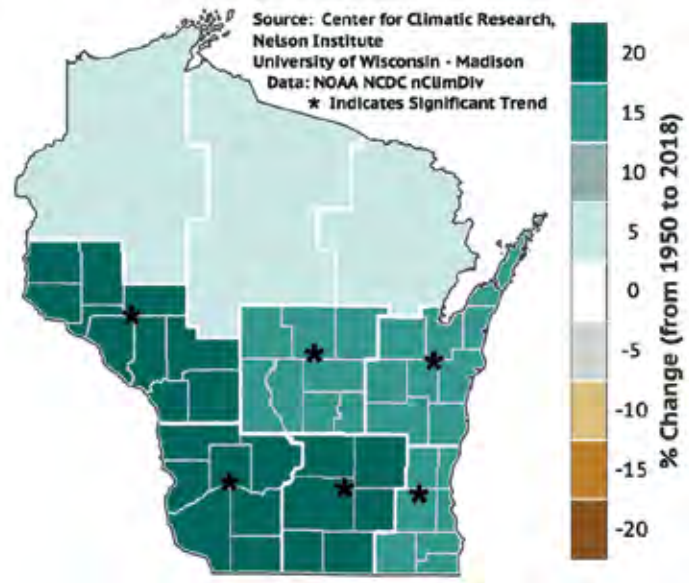 Source: Center for Climatic Research,
Nelson Institute
University of Wisconsin - Madison
Data: NOAA NCDC nClimDiv
* Indicates Significant Trend
20
15
10
5
0
-5
-10
-15
-20
% Change (from 1950 to 2018)